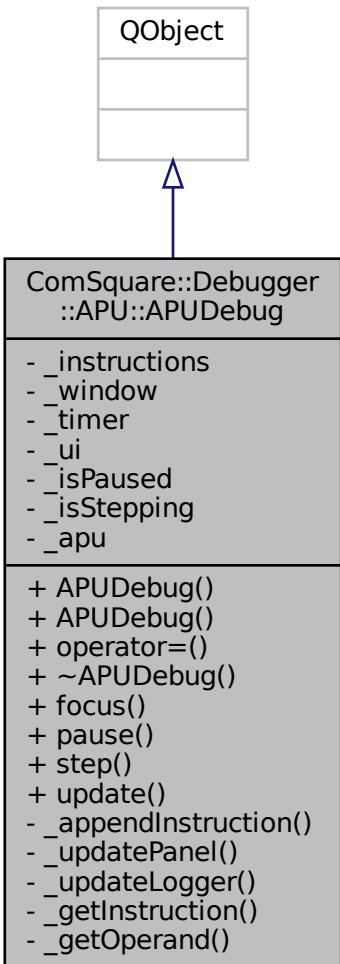 QObject
ComSquare::Debugger
::APU::APUDebug
- _instructions
- _window
- _timer
- _ui
- _isPaused
- _isStepping
- _apu
+ APUDebug()
+ APUDebug()
+ operator=()
+ ~APUDebug()
+ focus()
+ pause()
+ step()
+ update()
- _appendInstruction()
- _updatePanel()
- _updateLogger()
- _getInstruction()
- _getOperand()